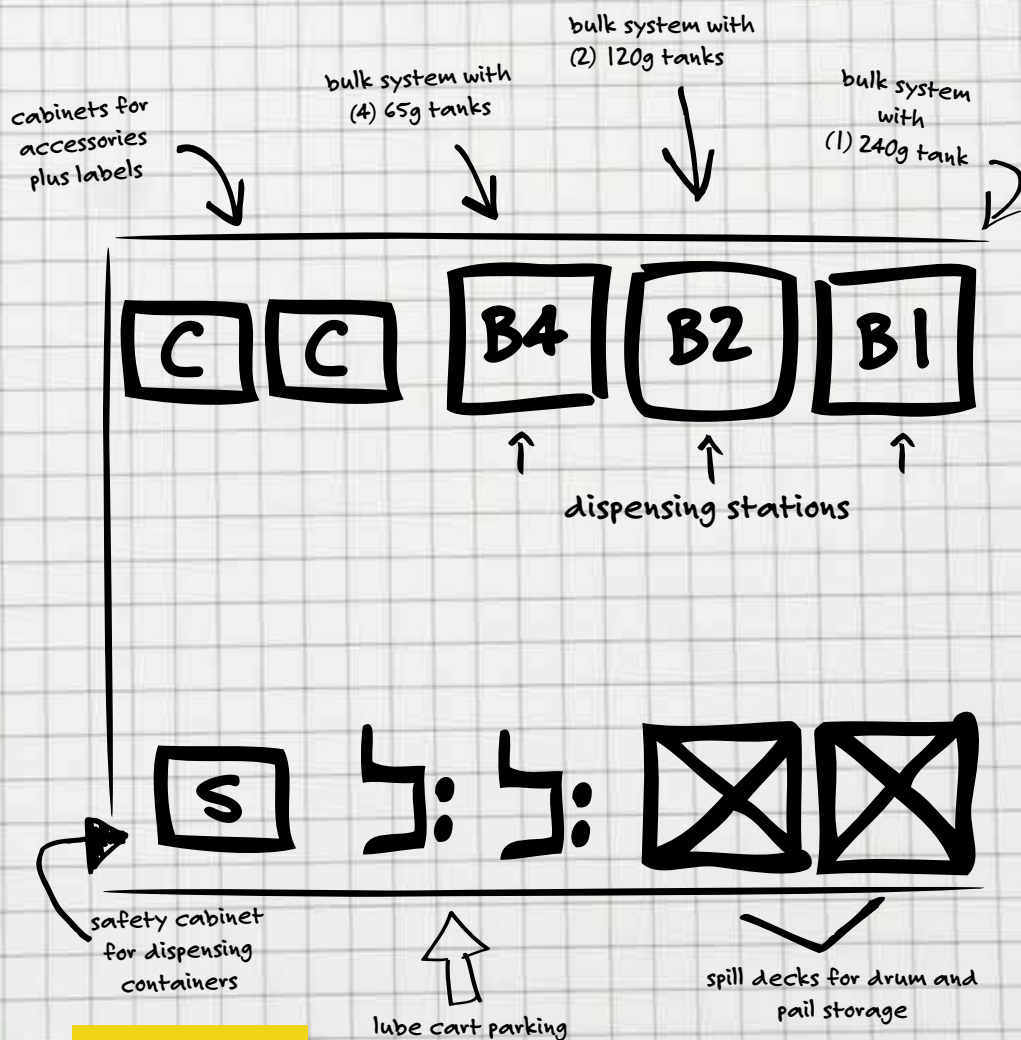 bulk system with
(2) 120g tanks
bulk system with
(4) 65g tanks
bulk system
with
(1) 240g tank
cabinets for
accessories
plus labels
C C B4 B2 B1
dispensing stations
S
safety cabinet
for dispensing
containers
lube cart parking
spill decks for drum and
pail storage